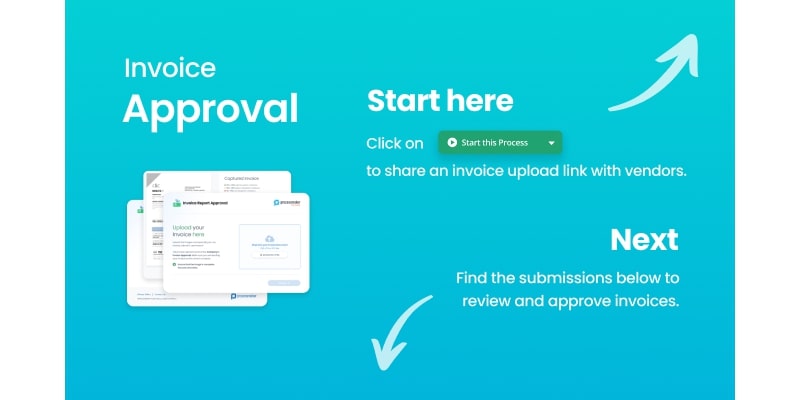 Invoice
Approval
Start here
Click on
Start this Process
to share an invoice upload link with vendors.
Captured Invoice
Invoice Report Approval
Upload your
Invoice here
Next
Find the submissions below to
review and approve invoices.